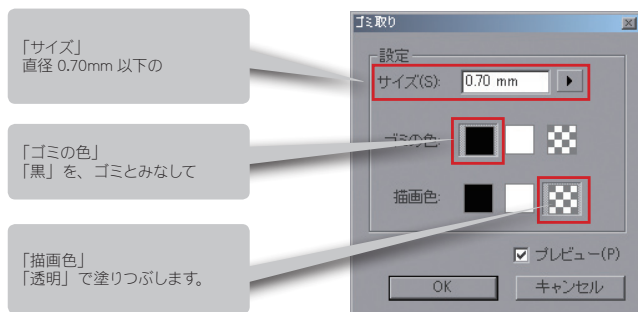 「サイズ」
直径 0.70mm 以下の
「ゴミの色」
「黒」を、ゴミとみなして
「描画色」
「透明」で塗りつぶします。
ゴミ取り
設定
サイズ(S): 0.70 mm
ゴミの色:
描画色:
プレビュー(P)
OK キャンセル